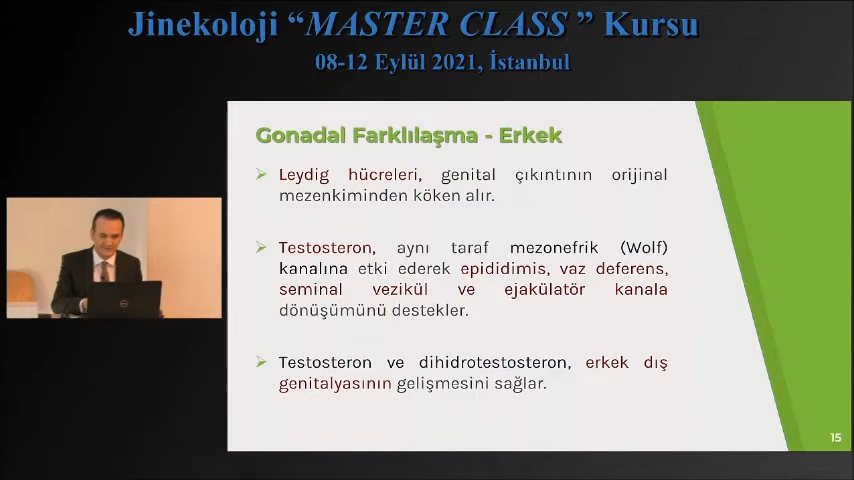 Jinekoloji “MASTER CLASS ” Kursu
08-12 Eylül 2021, İstanbul
Gonadal Farklılaşma - Erkek
Leydig hücreleri, genital çıkıntının orijinal
mezenkiminden köken alır.
Testosteron, aynı taraf mezonefrik (Wolf)
kanalına etki ederek epididimis, vaz deferens,
seminal vezikül ve ejakülatör kanala
dönüşümünü destekler.
Testosteron ve dihidrotestosteron, erkek dış
genitalyasının gelişmesini sağlar.
15